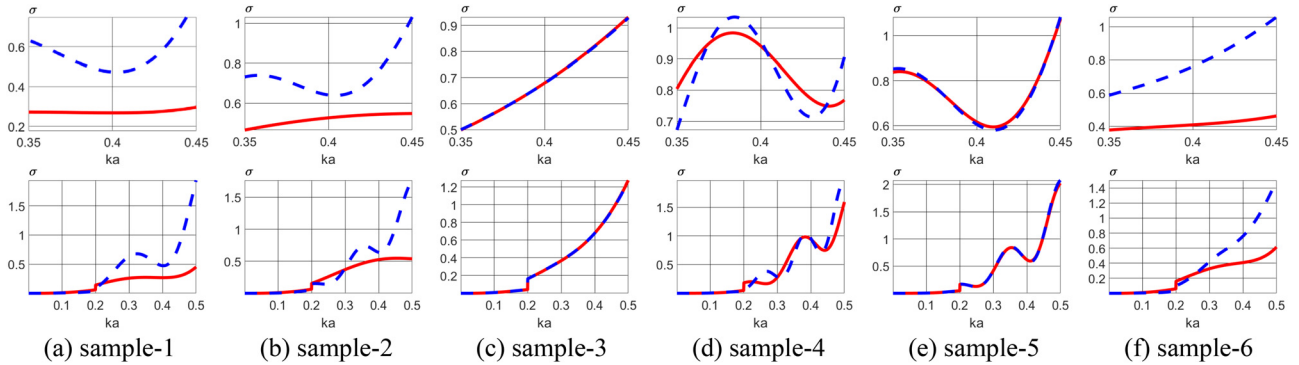 σ σ σ σ σ σ
0.6 0.4 0.2
1 0.8 0.6
0.9 0.8 0.7 0.6 0.5
1 0.9 0.8 0.7
1 0.8 0.6
1 0.8 0.6 0.4
0.35 0.4 0.45 0.35 0.4 0.45 0.35 0.4 0.45 0.35 0.4 0.45 0.35 0.4 0.45 0.35 0.4 0.45
ka ka ka ka ka ka
σ σ σ σ σ σ
1.5 1 0.5
1.5 1 0.5
1.2 1 0.8 0.6 0.4 0.2
1.5 1 0.5
2 1.5 1 0.5
1.4 1.2 1 0.8 0.6 0.4 0.2
0.1 0.2 0.3 0.4 0.5 0.1 0.2 0.3 0.4 0.5 0.1 0.2 0.3 0.4 0.5 0.1 0.2 0.3 0.4 0.5 0.1 0.2 0.3 0.4 0.5 0.1 0.2 0.3 0.4 0.5
ka ka ka ka ka ka
(a) sample-1 (b) sample-2 (c) sample-3 (d) sample-4 (e) sample-5 (f) sample-6